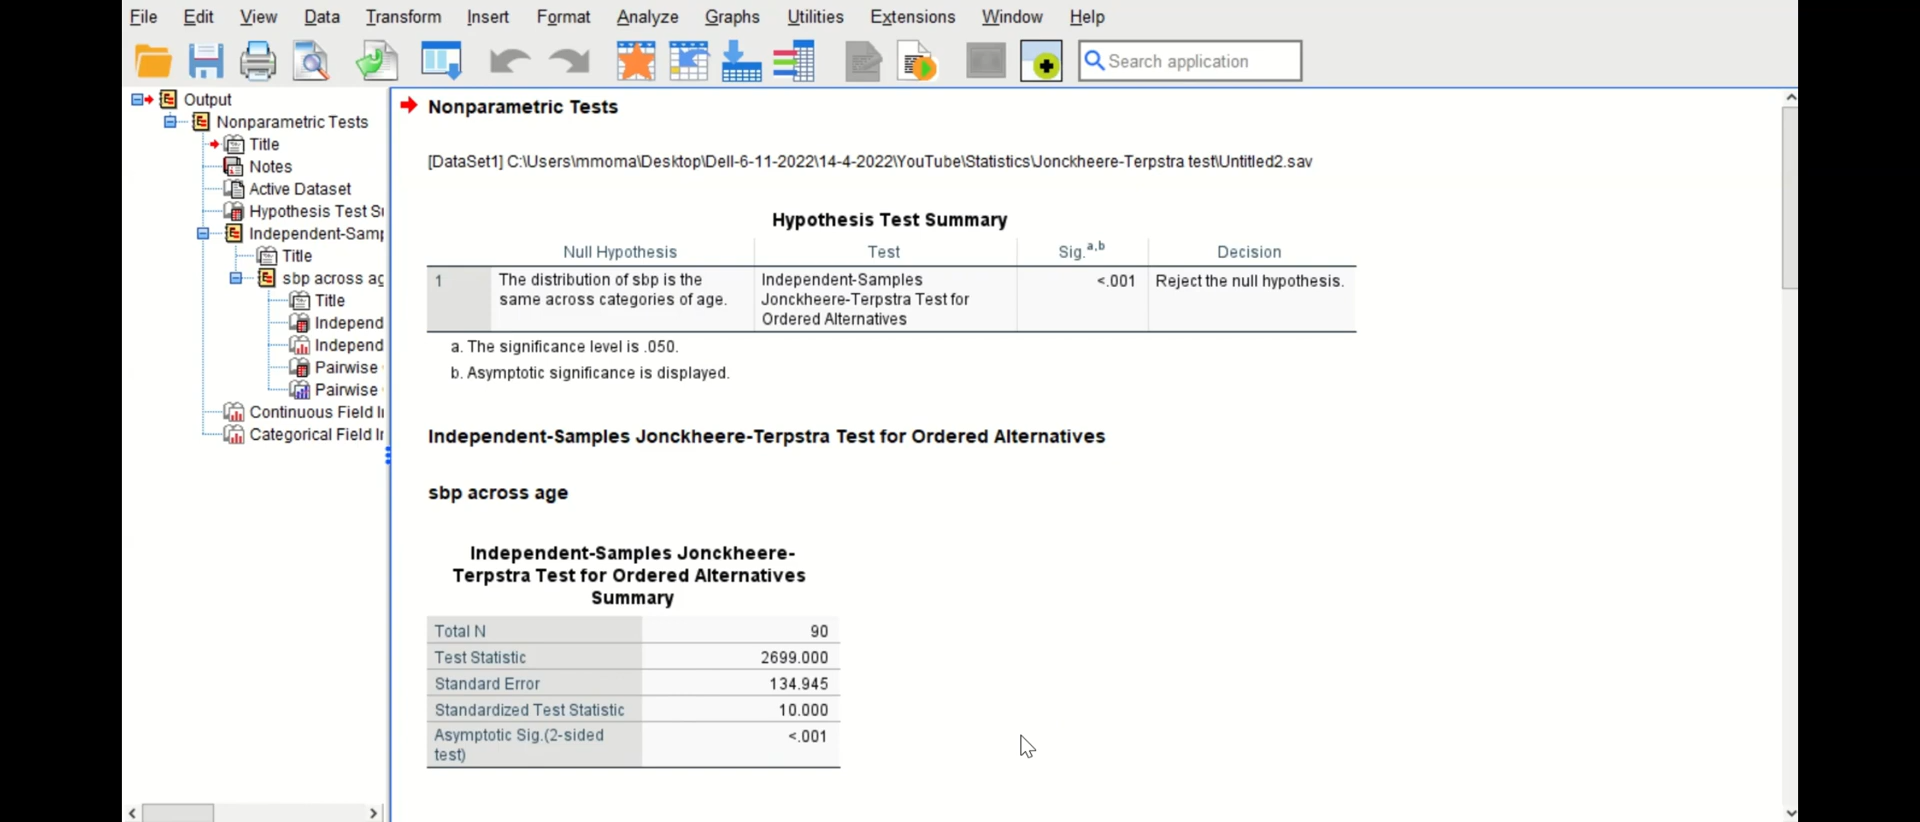 File Edit View Data Transform Insert Format Analyze Graphs Utilities Extensions Window Help
Search application
Output
Nonparametric Tests
Title
Notes
Active Dataset
Hypothesis Test Su
Independent-Samp
Title
sbp across ag
Title
Independ
Independ
Pairwise
Pairwise
Continuous Field I
Categorical Field Ir
Nonparametric Tests
[DataSet1] C:\Users\mmoma\Desktop\Dell-6-11-2022\14-4-2022\YouTube\Statistics\Jonckheere-Terpstra test\Untitled2.sav
Hypothesis Test Summary
Null Hypothesis Test Sig.a,b Decision
1 The distribution of sbp is the Independent-Samples <.001 Reject the null hypothesis.
same across categories of age. Jonckheere-Terpstra Test for
Ordered Alternatives
a. The significance level is .050.
b. Asymptotic significance is displayed.
Independent-Samples Jonckheere-Terpstra Test for Ordered Alternatives
sbp across age
Independent-Samples Jonckheere-
Terpstra Test for Ordered Alternatives
Summary
Total N 90
Test Statistic 2699.000
Standard Error 134.945
Standardized Test Statistic 10.000
Asymptotic Sig.(2-sided <.001
test)